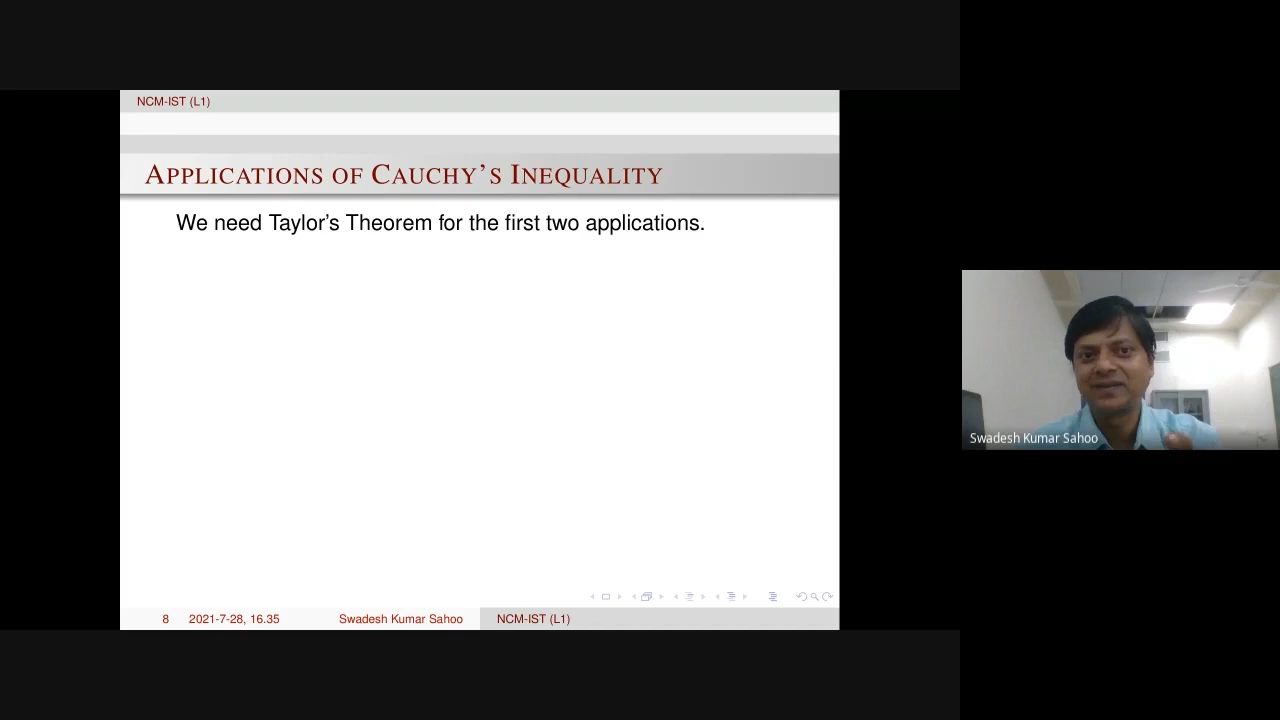 NCM-IST (L1)
APPLICATIONS OF CAUCHY'S INEQUALITY
We need Taylor's Theorem for the first two applications.
Swadesh Kumar Sahoo
8 2021-7-28, 16.35 Swadesh Kumar Sahoo NCM-IST (L1)